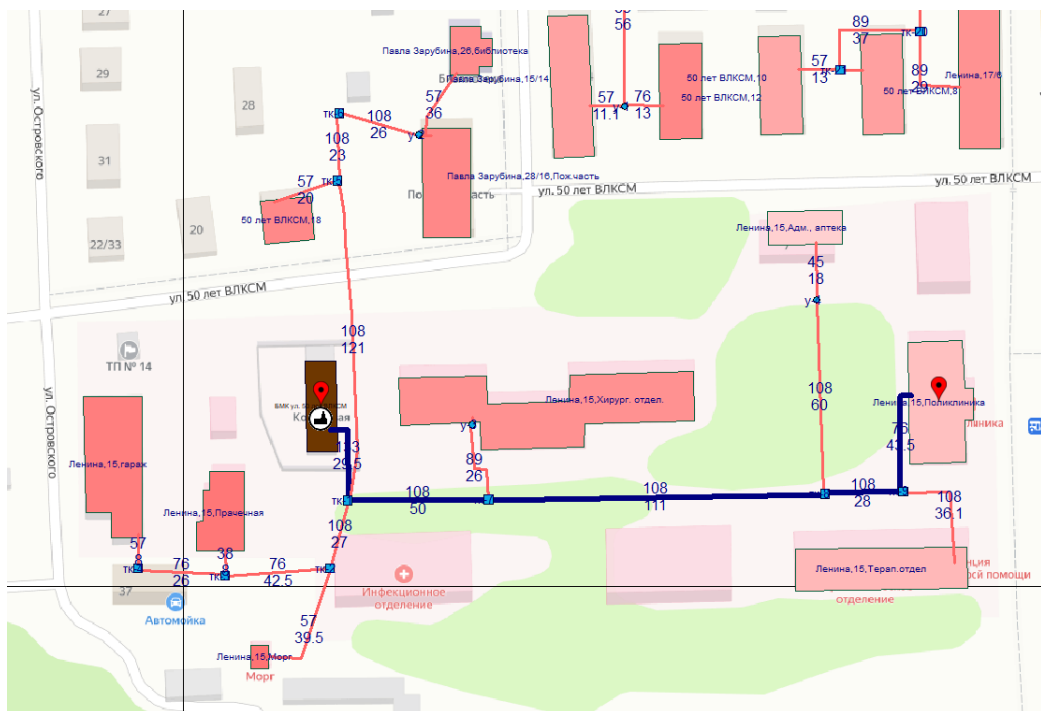 27
56
89
37
тк-20
29
ул. Островского
Павла Зарубина,26,библиотека
Павла Зарубина,15/14
57
36
57
13
89
29
Ленина,17/6
50 лет ВЛКСМ,10
50 лет ВЛКСМ,12
50 лет ВЛКСМ,8
28
108
26
57
11.1
76
13
31
108
23
57
20
Павла Зарубина,28/16,Пож.часть
ул. 50 лет ВЛКСМ
ул. 50 лет ВЛКСМ
50 лет ВЛКСМ,18
20
22/33
Ленина,15,Адм., аптека
45
18
ул. 50 лет ВЛКСМ
108
121
ТП № 14
ул. Островского
108
60
Ленина,15,Хирург. отдел.
Ленина,15,Поликлиника
76
43.5
29.5
89
26
Ленина,15,гараж
Ленина,15,Прачечная
108
50
108
111
108
28
108
36.1
108
27
57
8
76
26
38
8
76
42.5
37
Автомойка
Инфекционное
отделение
Ленина,15,Терап.отдел
отделение
57
39.5
Ленина,15,Морг
Морг